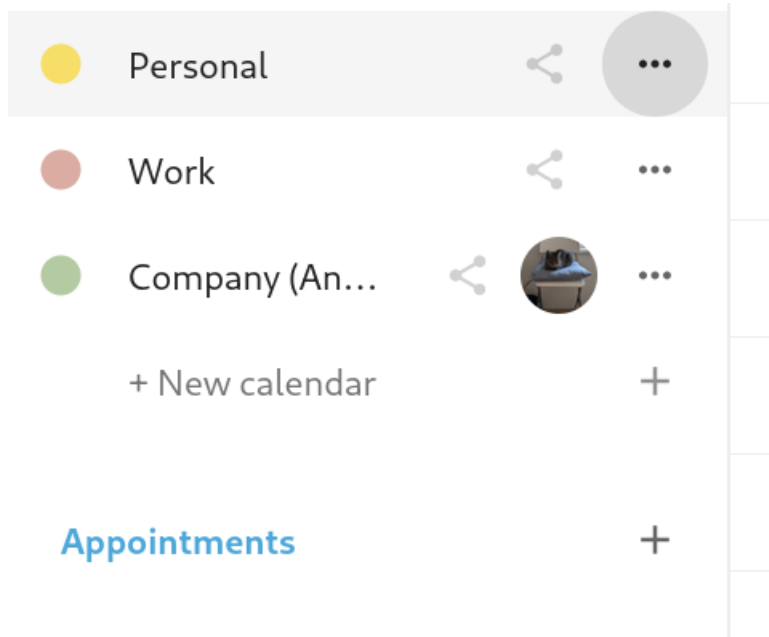 Personal
Work
Company (An...
+ New calendar
Appointments